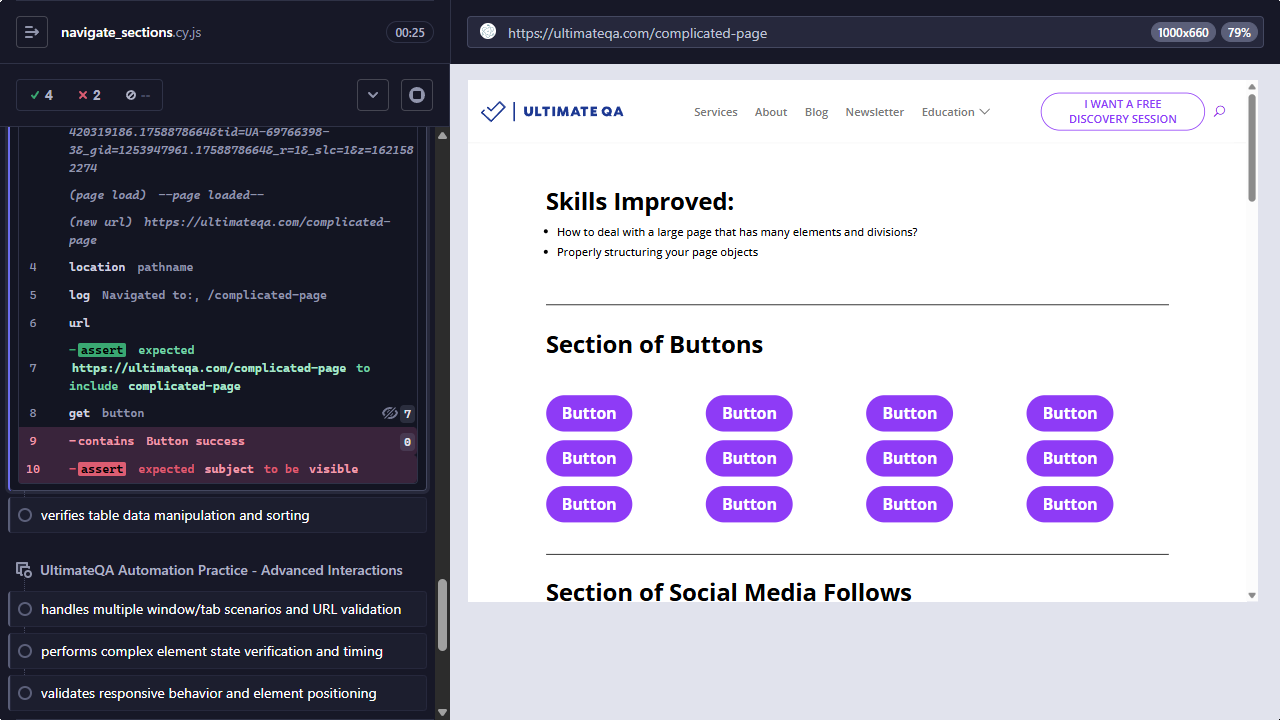 navigate_sections.cy.js
00:25
4
2
--
420319186.1758878664&tid=UA-69766398-
3&_gid=1253947961.1758878664&_r=1&_slc=1&z=162158
2274
(page load) --page loaded--
(new url) https://ultimateqa.com/complicated-
page
4 location pathname
5 log Navigated to:, /complicated-page
6 url
-assert expected
7 https://ultimateqa.com/complicated-page to
include complicated-page
8 get button 7
9 -contains Button success 0
10 -assert expected subject to be visible
verifies table data manipulation and sorting
UltimateQA Automation Practice - Advanced Interactions
handles multiple window/tab scenarios and URL validation
performs complex element state verification and timing
validates responsive behavior and element positioning
https://ultimateqa.com/complicated-page
1000x660
79%
ULTIMATE QA
Services
About
Blog
Newsletter
Education
I WANT A FREE
DISCOVERY SESSION
Skills Improved:
• How to deal with a large page that has many elements and divisions?
• Properly structuring your page objects
Section of Buttons
Button Button Button Button
Button Button Button Button
Button Button Button Button
Section of Social Media Follows